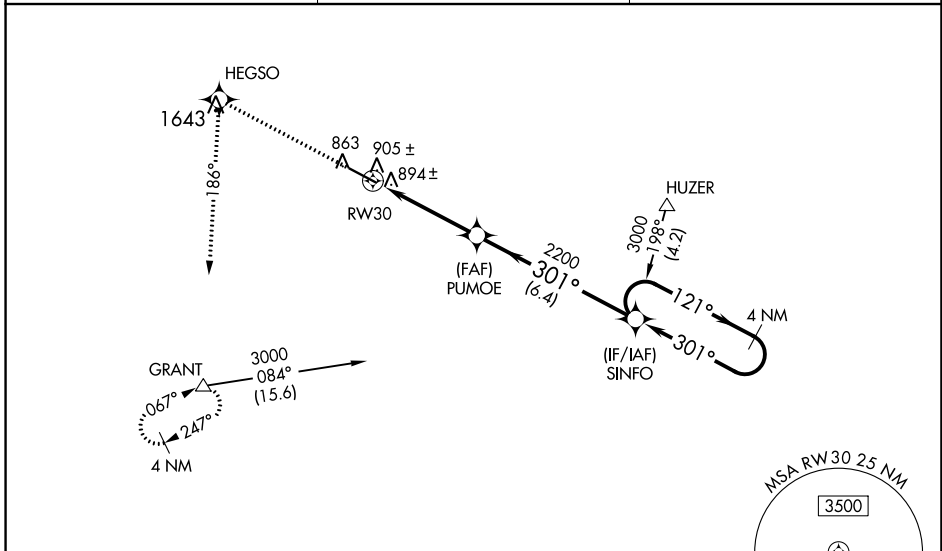 HEGSO
1643
863
905 ±
894 ±
RW30
186°
HUZER
3000
198°
(4.2)
2200
301°
(6.4)
(FAF)
PUMOE
121°
4 NM
301°
(IF/IAF)
SINFO
GRANT
3000
084°
(15.6)
067°
247°
4 NM
MSA RW30 25 NM
3500